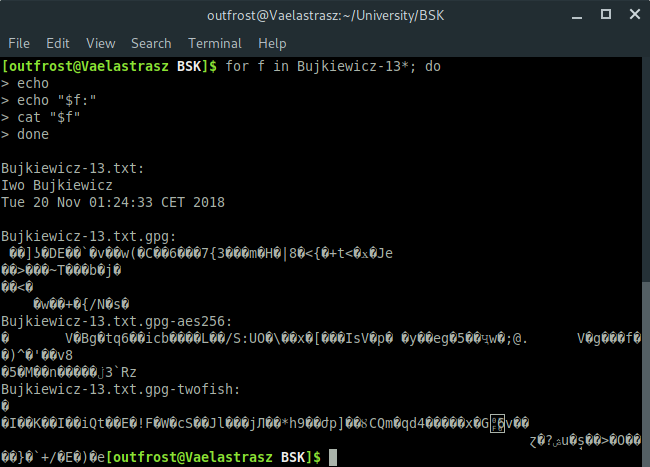 outfrost@Vaelastrasz:~/University/BSK
File Edit View Search Terminal Help
[outfrost@Vaelastrasz BSK]$ for f in Bujkiewicz-13*; do
> echo
> echo "$f:"
> cat "$f"
> done
Bujkiewicz-13.txt:
Iwo Bujkiewicz
Tue 20 Nov 01:24:33 CET 2018
Bujkiewicz-13.txt.gpg:
��]ʖ�DE��`�v��w(�C��6���7{3���m�H�|8�<{�+t<�x�Je
��>���~T���b�j�
��<�
�w��+�{/N�s�
Bujkiewicz-13.txt.gpg-aes256:
� V�Bg�tq6��icb����L��/S:UO�\��x�[���IsV�p� �y��eg�5��ҹw�;@. V�g���f�
�)^�'��v8
�5�M��n�����J3`Rz
Bujkiewicz-13.txt.gpg-twofish:
�
�I��K��I��iQt��E�!F�W�cS��Jl���jЛ��*h9��ժp]��CQm�qd4�����x�G v��
�?u�ș��>�O��
��}�`+/�E�)�e[outfrost@Vaelastrasz BSK]$